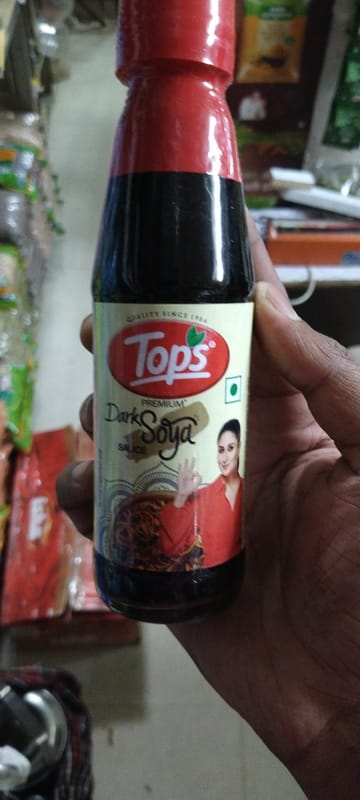 QUALITY SINCE 1984
Tops
PREMIUM
Dark Soya
SAUCE